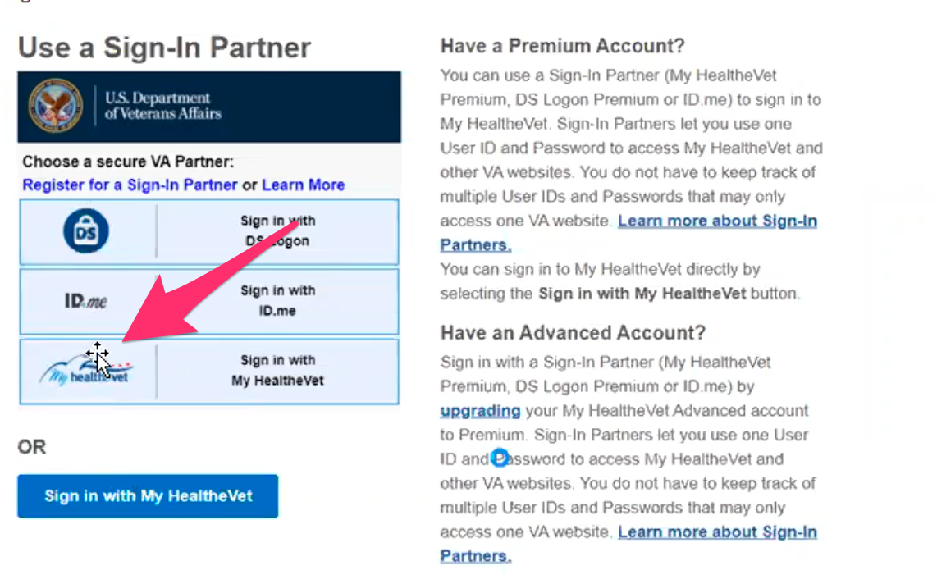 Use a Sign-In Partner
U.S. Department
of Veterans Affairs
Choose a secure VA Partner:
Register for a Sign-In Partner or Learn More
DS
Sign in with
DS Logon
ID.me
Sign in with
ID.me
My healthevet
Sign in with
My HealtheVet
OR
Sign in with My HealtheVet
Have a Premium Account?
You can use a Sign-In Partner (My HealtheVet
Premium, DS Logon Premium or ID.me) to sign in to
My HealtheVet. Sign-In Partners let you use one
User ID and Password to access My HealtheVet and
other VA websites. You do not have to keep track of
multiple User IDs and Passwords that may only
access one VA website. Learn more about Sign-In
Partners.
You can sign in to My HealtheVet directly by
selecting the Sign in with My HealtheVet button.
Have an Advanced Account?
Sign in with a Sign-In Partner (My HealtheVet
Premium, DS Logon Premium or ID.me) by
upgrading your My HealtheVet Advanced account
to Premium. Sign-In Partners let you use one User
ID and Password to access My HealtheVet and
other VA websites. You do not have to keep track of
multiple User IDs and Passwords that may only
access one VA website. Learn more about Sign-In
Partners.